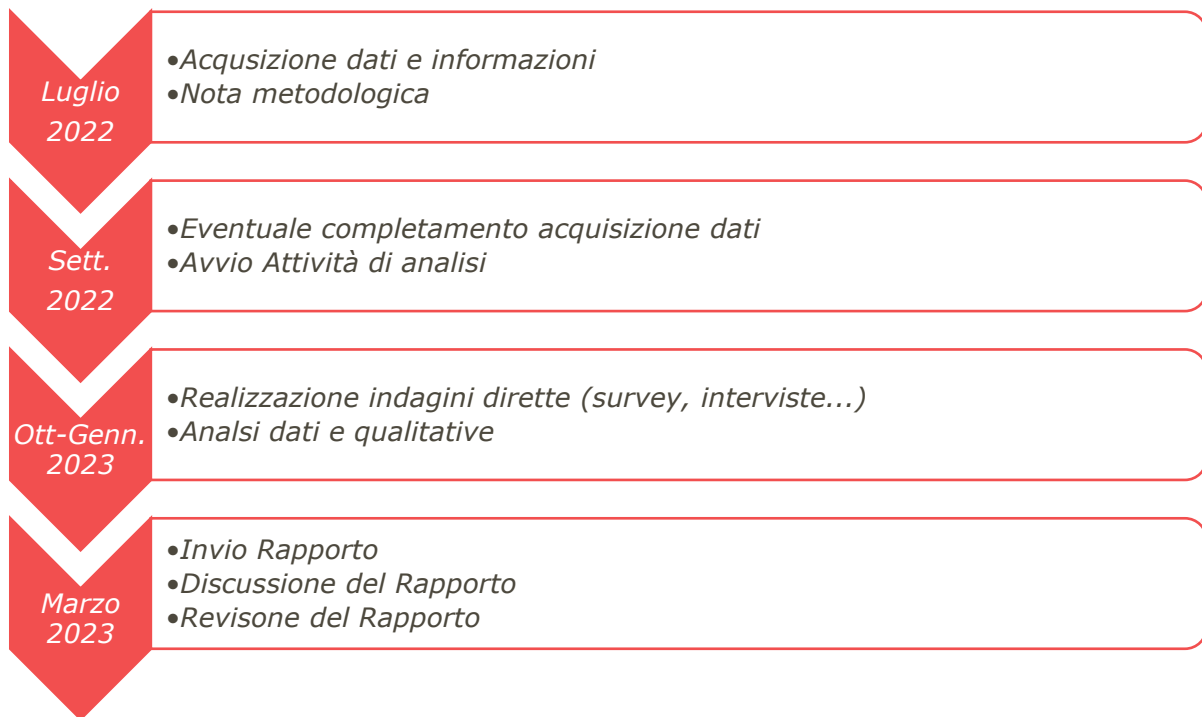 Luglio
2022
•Acqusizione dati e informazioni
•Nota metodologica
Sett.
2022
•Eventuale completamento acquisizione dati
•Avvio Attività di analisi
Ott-Genn.
2023
•Realizzazione indagini dirette (survey, interviste...)
•Analsi dati e qualitative
Marzo
2023
•Invio Rapporto
•Discussione del Rapporto
•Revisone del Rapporto